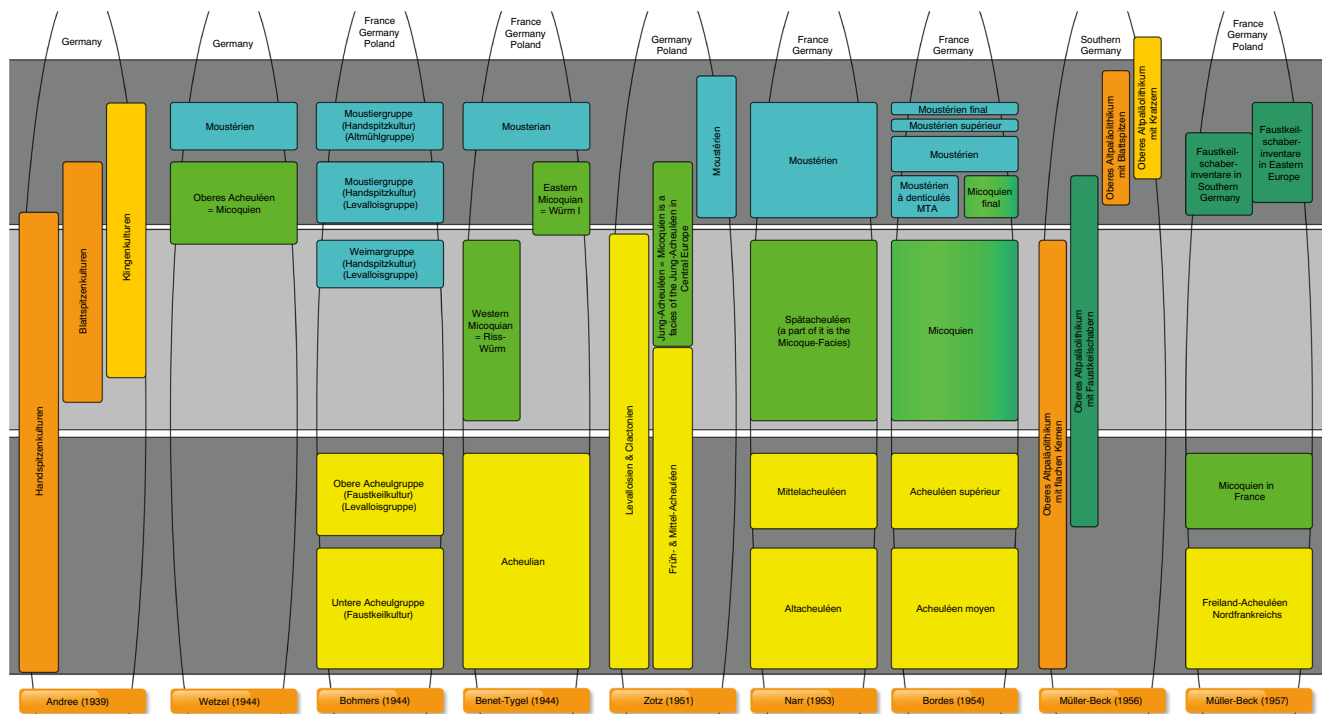 Germany
Klingenkulturen
Blattspitzenkulturen
Handspitzenkulturen
Andree (1939)
Germany
Moustérien
Oberes Acheuléen
= Micoquien
Wetzel (1944)
France
Germany
Poland
Moustiergruppe
(Handspitzkultur)
(Altmühlgruppe)
Moustiergruppe
(Handspitzkultur)
(Levalloisgruppe)
Weimargruppe
(Handspitzkultur)
(Levalloisgruppe)
Obere Acheulgruppe
(Faustkeilkultur)
(Levalloisgruppe)
Untere Acheulgruppe
(Faustkeilkultur)
Bohmers (1944)
France
Germany
Poland
Mousterian
Eastern
Micoquian
= Würm I
Western
Micoquian
= Riss-
Würm
Acheulian
Benet-Tygel (1944)
Germany
Poland
Moustérien
Jung-Acheuléen = Micoquien is a
facies of the Jung-Acheuléen in
Central Europe
Levalloisien & Clactonien
Früh- & Mittel-Acheuléen
Zotz (1951)
France
Germany
Moustérien
Spätacheuléen
(a part of it is the
Micoque-Facies)
Mittelacheuléen
Altacheuléen
Narr (1953)
France
Germany
Moustérien final
Moustérien supérieur
Moustérien
Moustérien
à denticulés
MTA
Micoquien
final
Micoquien
Acheuléen supérieur
Acheuléen moyen
Bordes (1954)
Southern
Germany
Oberes Altpaläolithikum
mit Kratzern
Oberes Altpaläolithikum
mit Blattspitzen
Oberes Altpaläolithikum
mit Faustkeilschabern
Oberes Altpaläolithikum
mit flachen Kernen
Müller-Beck (1956)
France
Germany
Poland
Faustkeil-
schaber-
inventare
in Eastern
Europe
Faustkeil-
schaber-
inventare in
Southern
Germany
Micoquien in
France
Freiland-Acheuléen
Nordfrankreichs
Müller-Beck (1957)